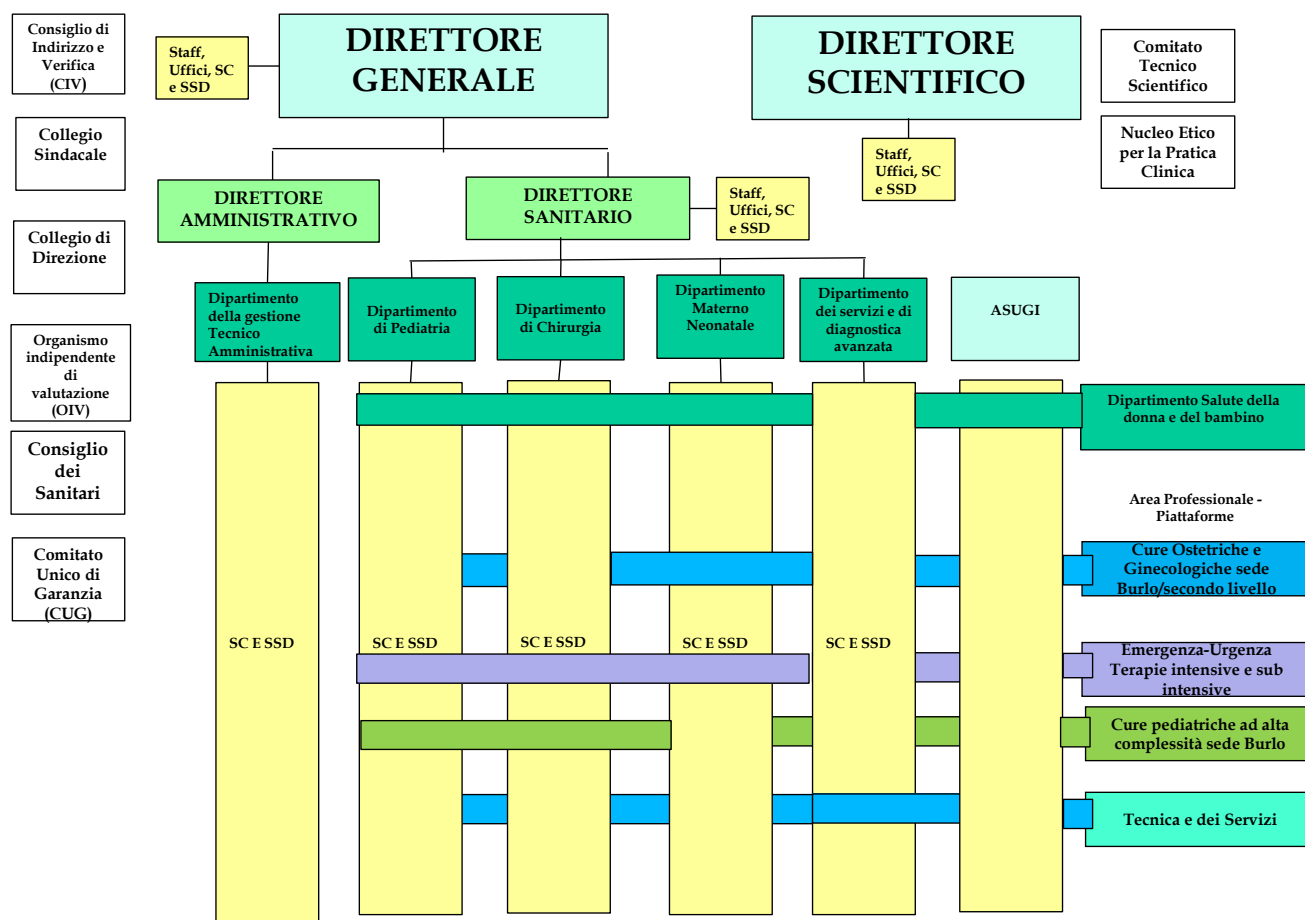 Consiglio di
Indirizzo e
Verifica
(CIV)
Staff,
Uffici, SC
e SSD
DIRETTORE
GENERALE
DIRETTORE
SCIENTIFICO
Comitato
Tecnico
Scientifico
Collegio
Sindacale
Staff,
Uffici, SC
e SSD
Nucleo Etico
per la Pratica
Clinica
DIRETTORE
AMMINISTRATIVO
DIRETTORE
SANITARIO
Staff,
Uffici, SC
e SSD
Collegio di
Direzione
Dipartimento
della gestione
Tecnico
Amministrativa
Dipartimento
di Pediatria
Dipartimento
di Chirurgia
Dipartimento
Materno
Neonatale
Dipartimento
dei servizi e di
diagnostica
avanzata
ASUGI
Organismo
indipendente
di
valutazione
(OIV)
Dipartimento Salute della
donna e del bambino
Consiglio
dei
Sanitari
Area Professionale -
Piattaforme
Comitato
Unico di
Garanzia
(CUG)
Cure Ostetriche e
Ginecologiche sede
Burlo/secondo livello
SC E SSD
SC E SSD
SC E SSD
SC E SSD
SC E SSD
Emergenza-Urgenza
Terapie intensive e sub
intensive
Cure pediatriche ad alta
complessità sede Burlo
Tecnica e dei Servizi